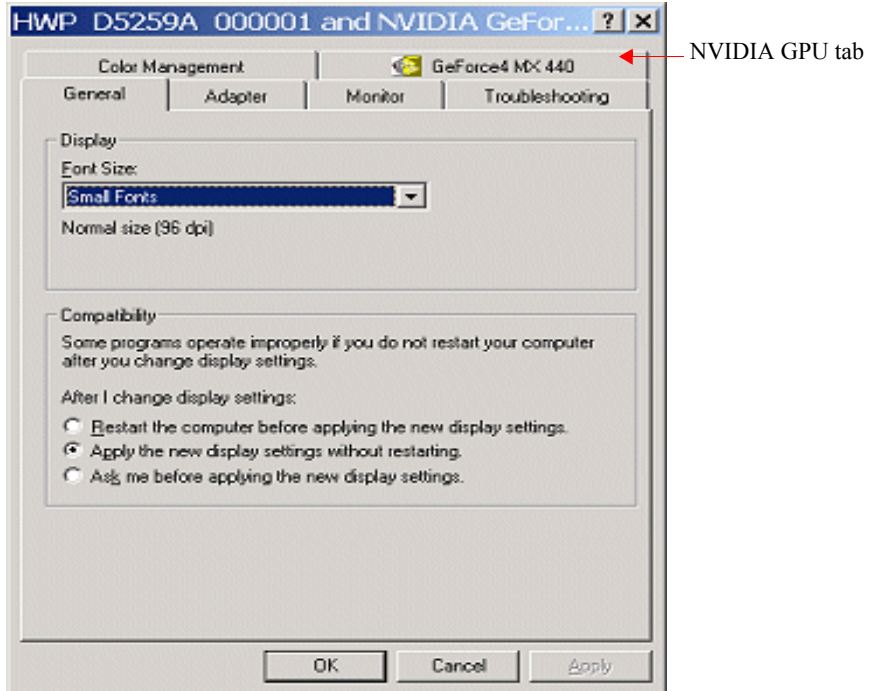 HWP D5259A 000001 and NVIDIA GeFor...
NVIDIA GPU tab
Color Management
GeForce4 MX 440
General
Adapter
Monitor
Troubleshooting
Display
Font Size:
Small Fonts
Normal size (96 dpi)
Compatibility
Some programs operate improperly if you do not restart your computer
after you change display settings.
After I change display settings:
Restart the computer before applying the new display settings.
Apply the new display settings without restarting.
Ask me before applying the new display settings.
OK
Cancel
Apply